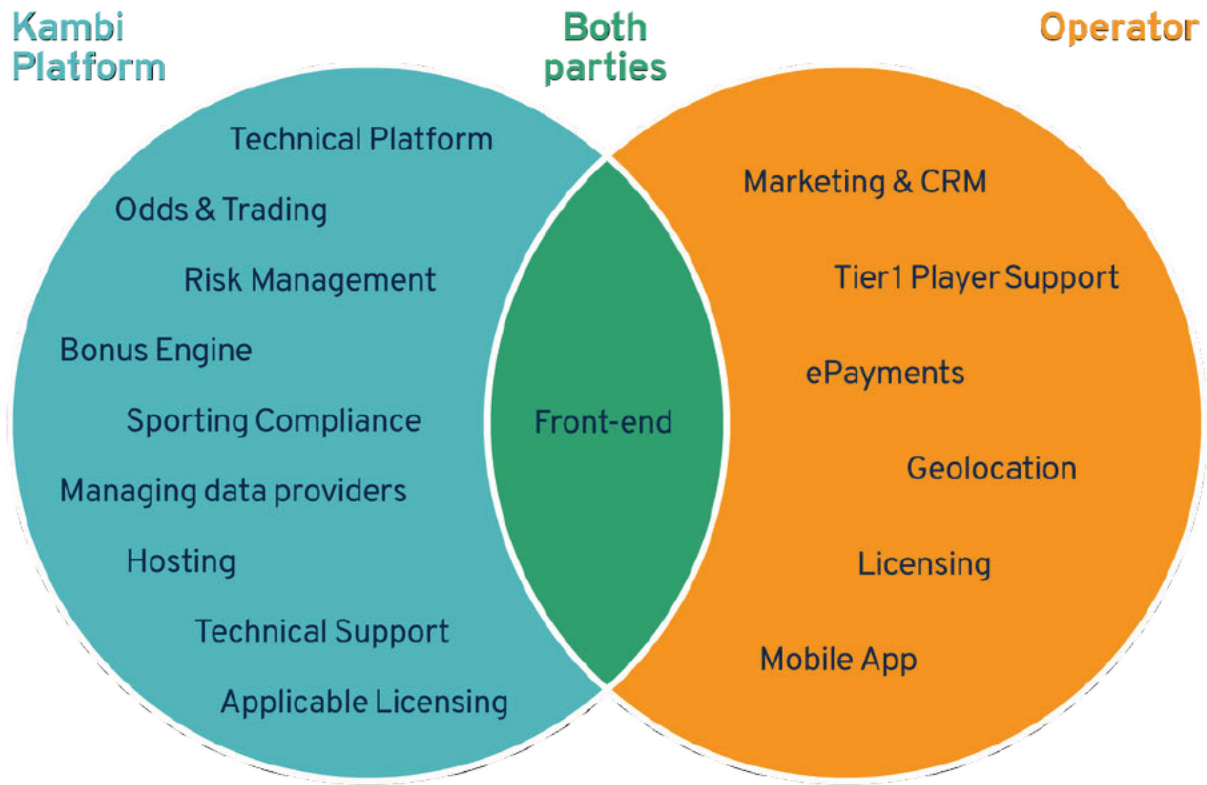 Kambi
Platform
Both
parties
Operator
Technical Platform
Odds & Trading
Risk Management
Bonus Engine
Sporting Compliance
Managing data providers
Hosting
Technical Support
Applicable Licensing
Front-end
Marketing & CRM
Tier1 Player Support
ePayments
Geolocation
Licensing
Mobile App